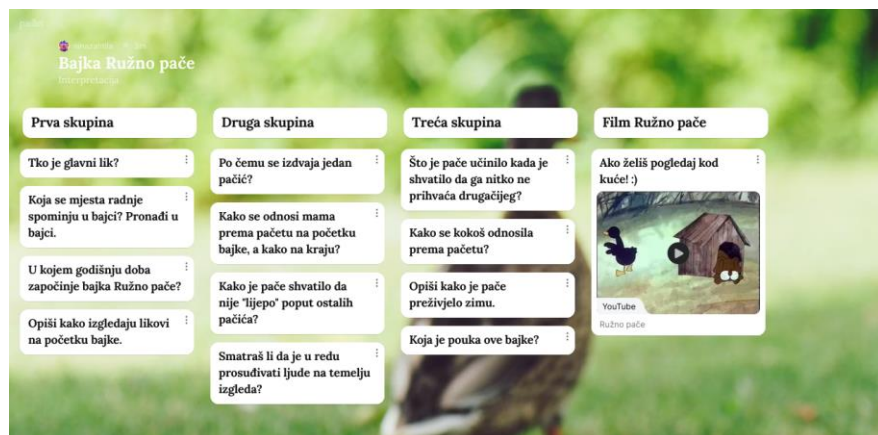 padlet
Bajka Ružno pače
Interpretacija
Prva skupina
Tko je glavni lik?
Koja se mjesta radnje
spominju u bajci? Pronađi u
bajci.
U kojem godišnju doba
započinje bajka Ružno pače?
Opiši kako izgledaju likovi
na početku bajke.
Druga skupina
Po čemu se izdvaja jedan
pačić?
Kako se odnosi mama
prema pačetu na početku
bajke, a kako na kraju?
Kako je pače shvatilo da
nije "lijepo" poput ostalih
pačića?
Smatraš li da je u redu
prosuđivati ljude na temelju
izgleda?
Treća skupina
Što je pače učinilo kada je
shvatilo da ga nitko ne
prihvaća drugačijeg?
Kako se kokoš odnosila
prema pačetu?
Opiši kako je pače
preživjelo zimu.
Koja je pouka ove bajke?
Film Ružno pače
Ako želiš pogledaj kod
kuće! :)
YouTube
Ružno pače